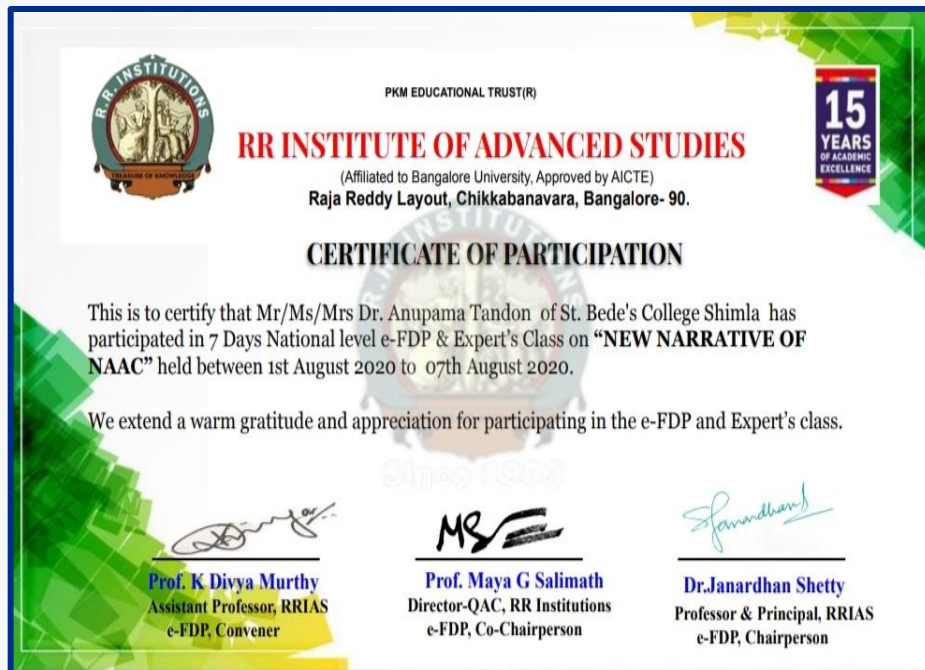 R.R. INSTITUTIONS
TREASURE OF KNOWLEDGE
PKM EDUCATIONAL TRUST(R)
15
YEARS
OF ACADEMIC
EXCELLENCE
RR INSTITUTE OF ADVANCED STUDIES
(Affiliated to Bangalore University, Approved by AICTE)
Raja Reddy Layout, Chikkabanavara, Bangalore- 90.
CERTIFICATE OF PARTICIPATION
This is to certify that Mr/Ms/Mrs Dr. Anupama Tandon of St. Bede's College Shimla has
participated in 7 Days National level e-FDP & Expert's Class on “NEW NARRATIVE OF
NAAC” held between 1st August 2020 to 07th August 2020.
We extend a warm gratitude and appreciation for participating in the e-FDP and Expert’s class.
Prof. K Divya Murthy
Assistant Professor, RRIAS
e-FDP, Convener
Prof. Maya G Salimath
Director-QAC, RR Institutions
e-FDP, Co-Chairperson
Dr.Janardhan Shetty
Professor & Principal, RRIAS
e-FDP, Chairperson